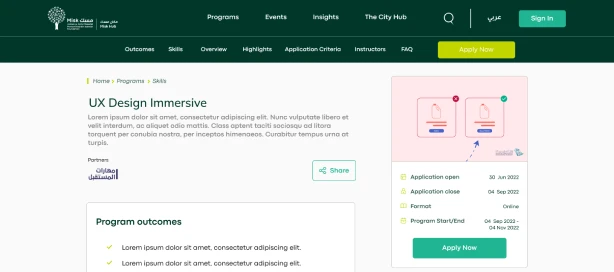 مسك Misk
مدار مسك
Misk Hub
Programs
Events
Insights
The City Hub
عربي
Sign In
Outcomes
Skills
Overview
Highlights
Application Criteria
Instructors
FAQ
Apply Now
Home
Programs
Skills
UX Design Immersive
Lorem ipsum dolor sit amet, consectetur adipiscing elit. Nunc vulputate libero et
velit interdum, ac aliquet odio mattis. Class aptent taciti sociosqu ad litora
torquent per conubia nostra, per inceptos himenaeos. Curabitur tempus urna at
turpis.
Partners
مهارات
المستقبل
Share
Program outcomes
Lorem ipsum dolor sit amet, consectetur adipiscing elit.
Lorem ipsum dolor sit amet, consectetur adipiscing elit.
Application open
30 Jun 2022
Application close
04 Sep 2022
Format
Online
Program Start/End
04 Sep 2022 -
04 Nov 2022
Apply Now